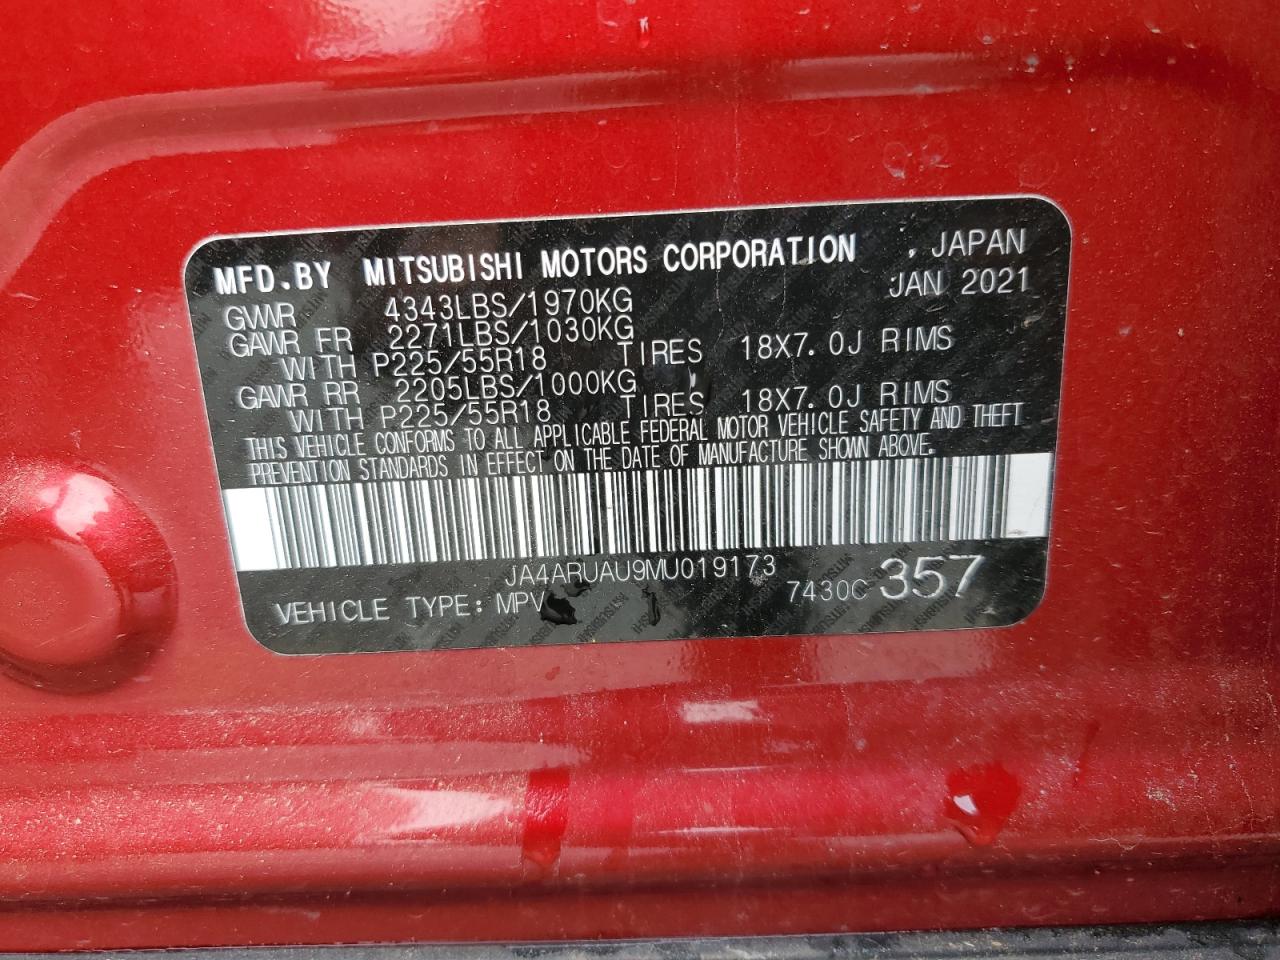 MFD.BY MITSUBISHI MOTORS CORPORATION , JAPAN
JAN 2021
GVWR 4343LBS/1970KG
GAWR FR 2271LBS/1030KG
WITH P225/55R18 TIRES 18X7.0J RIMS
GAWR RR 2205LBS/1000KG
WITH P225/55R18 TIRES 18X7.0J RIMS
THIS VEHICLE CONFORMS TO ALL APPLICABLE FEDERAL MOTOR VEHICLE SAFETY AND THEFT
PREVENTION STANDARDS IN EFFECT ON THE DATE OF MANUFACTURE SHOWN ABOVE.
JA4ARUAU9MU019173
VEHICLE TYPE: MPV 7430C 357